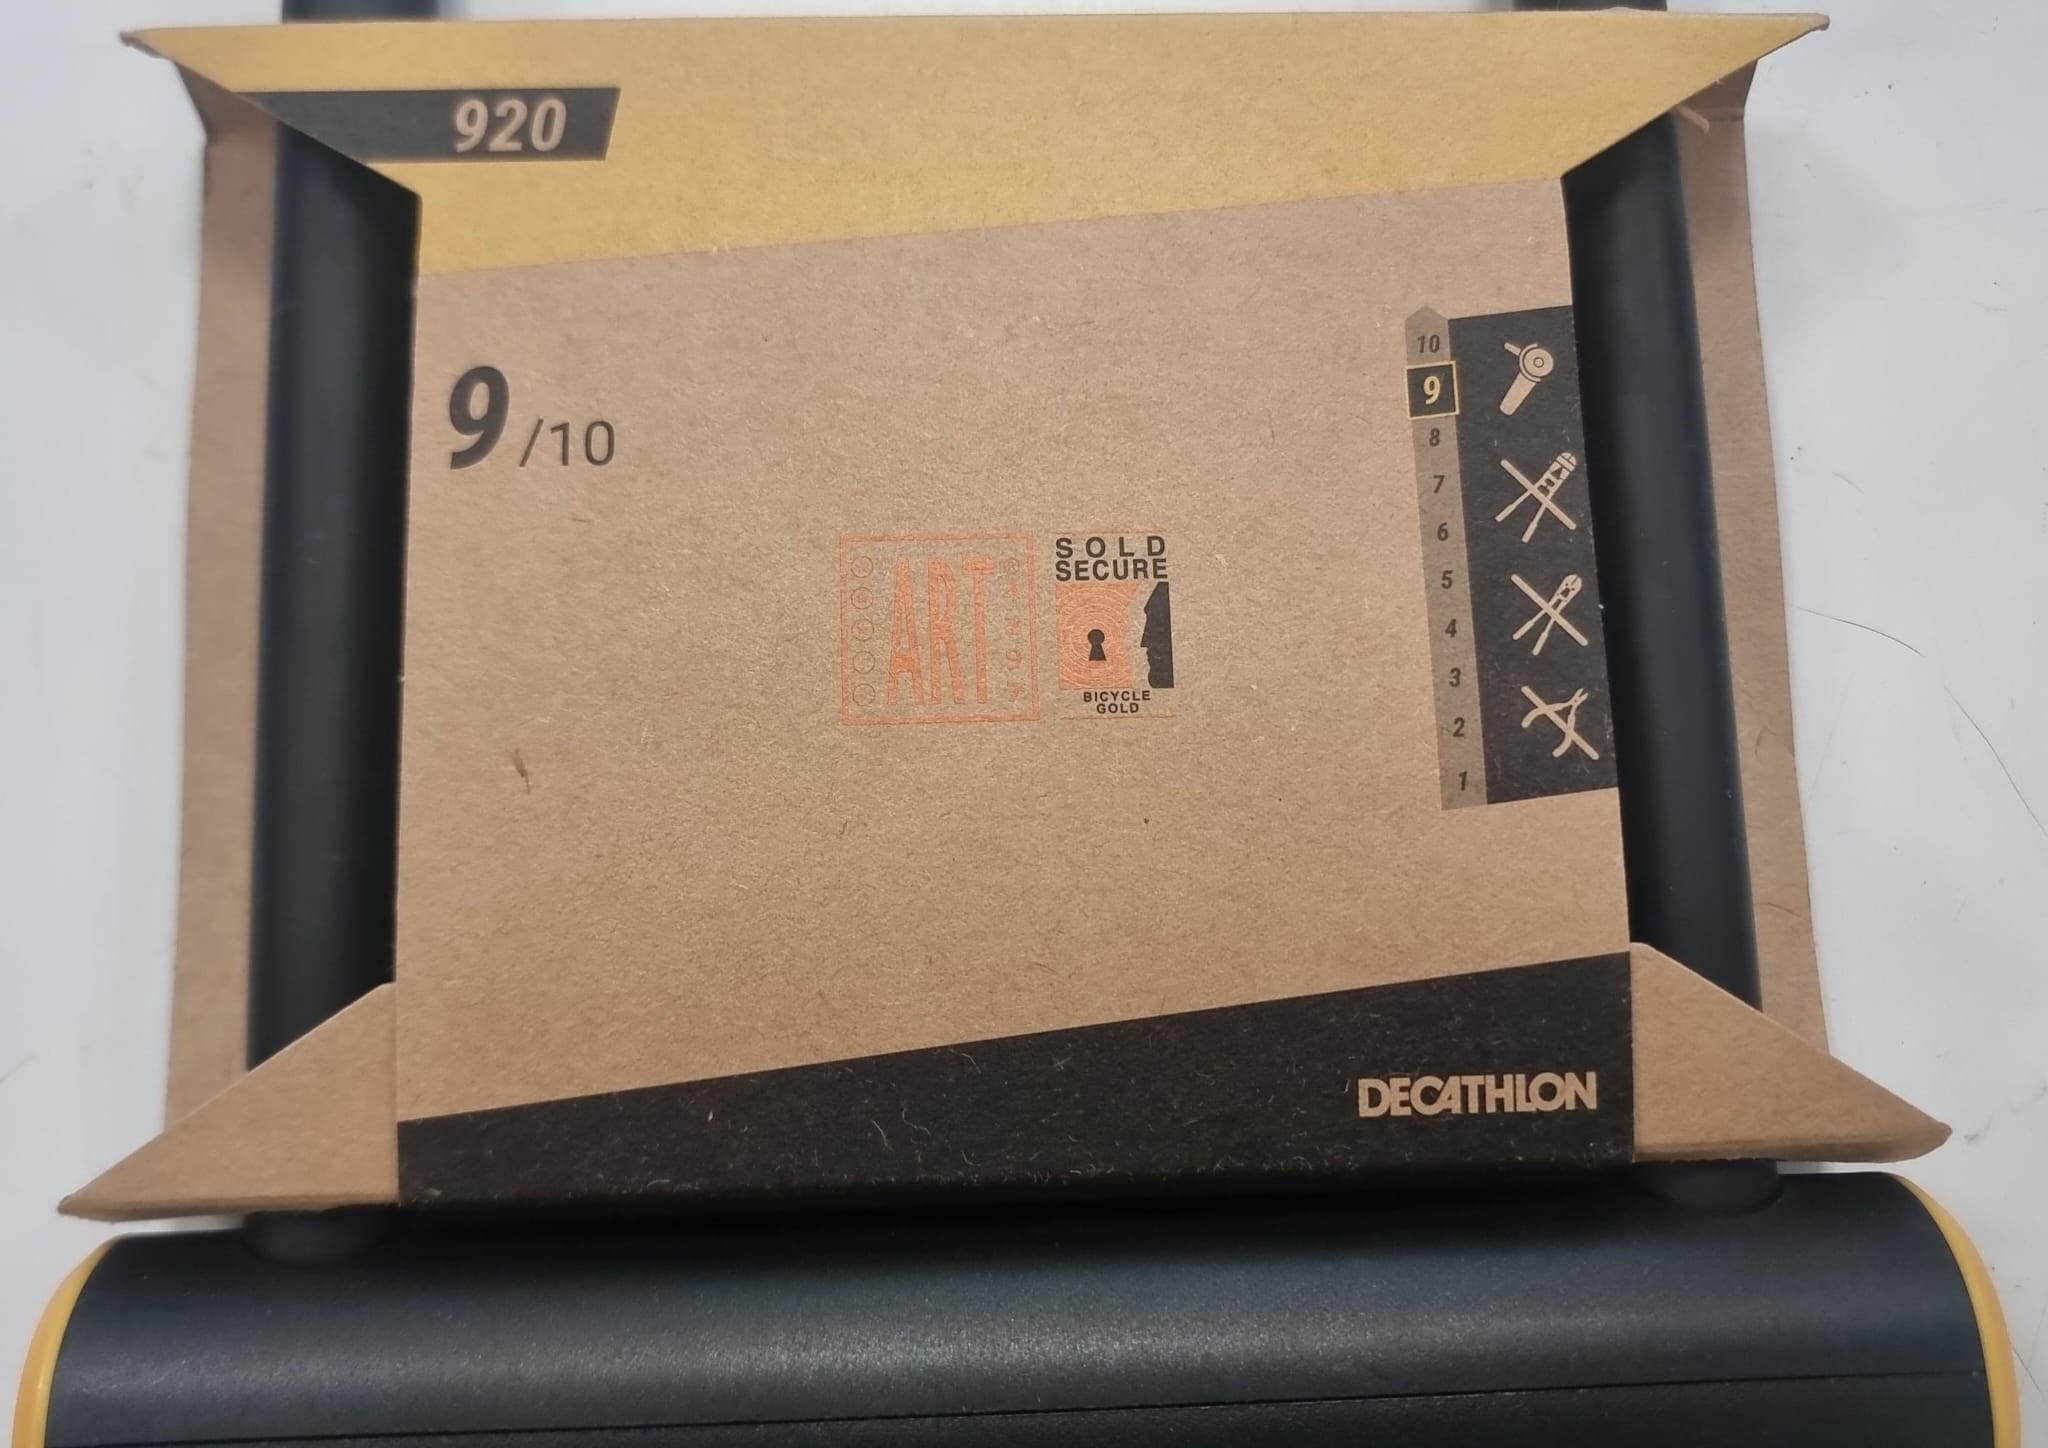 920
9/10
10
9
8
7
6
5
4
3
2
1
ART
SOLD
SECURE
BICYCLE
GOLD
DECATHLON